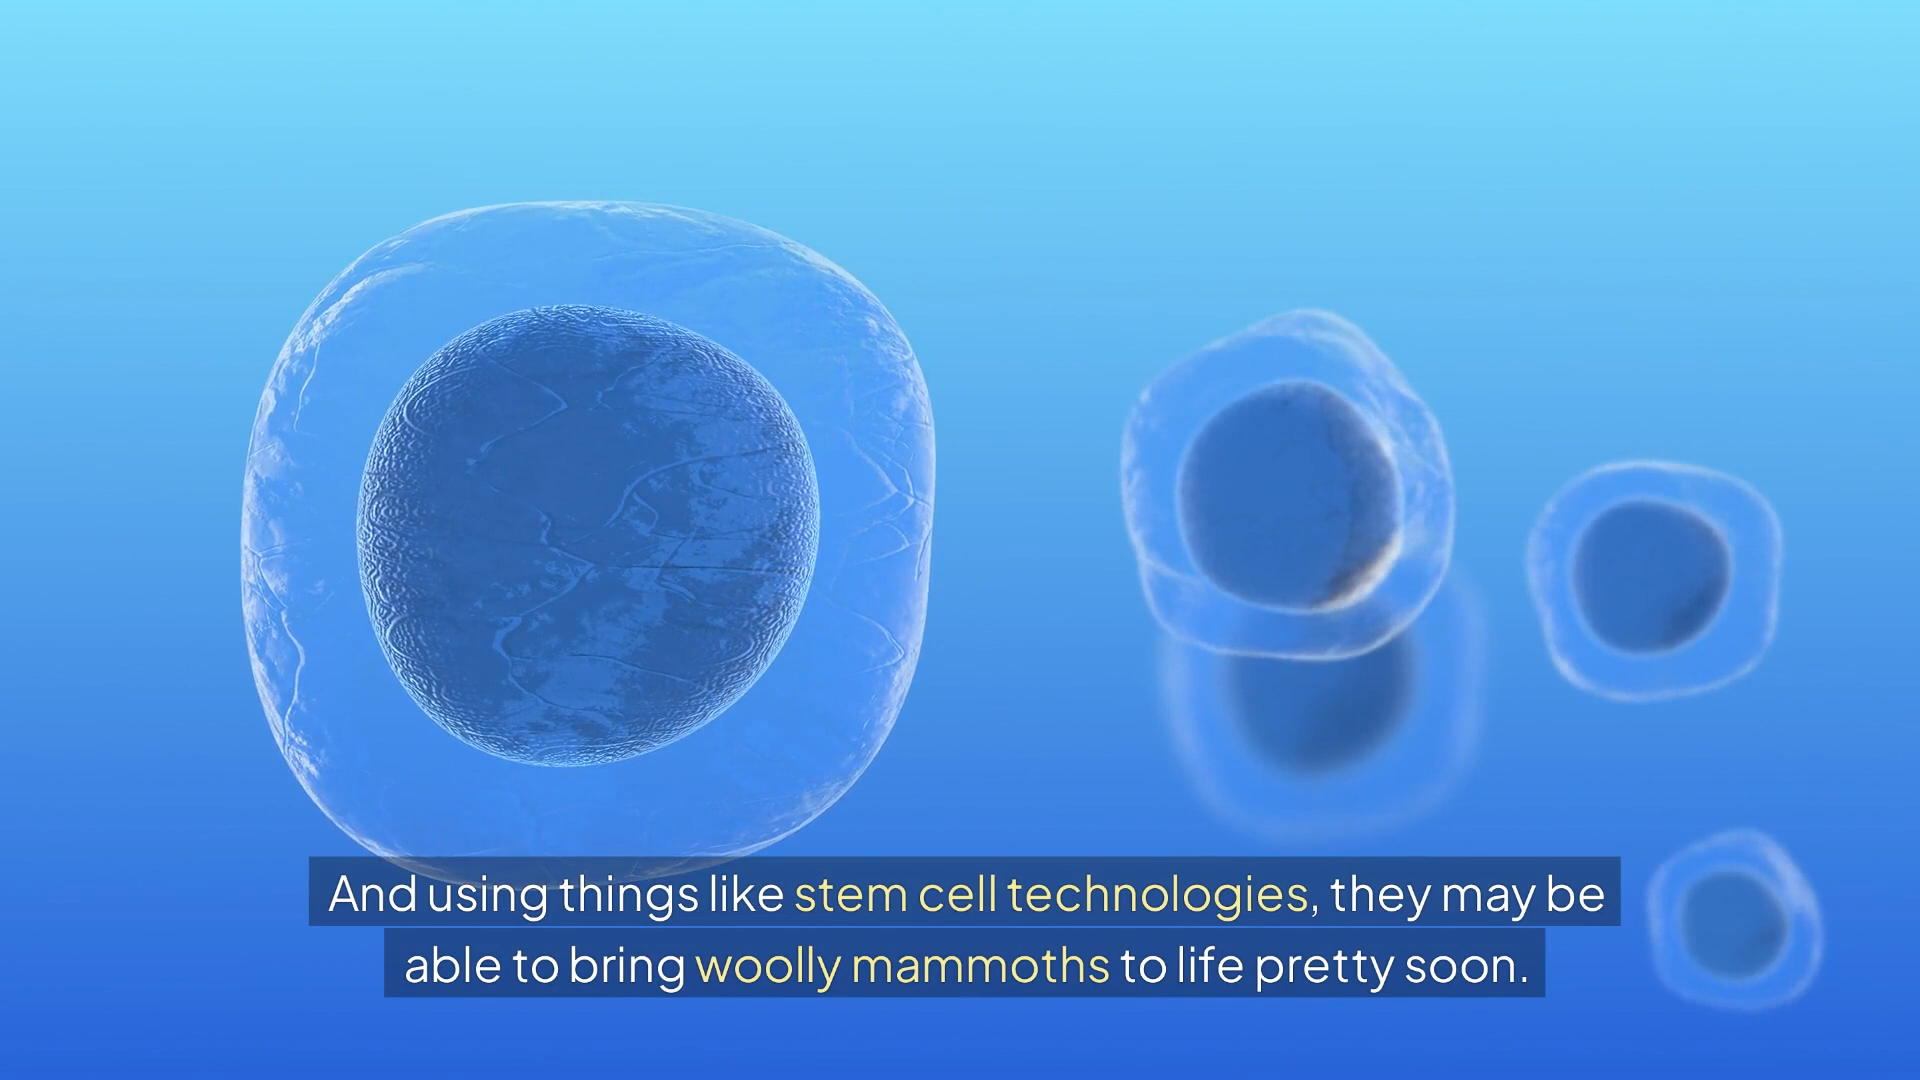 And using things like stem cell technologies, they may be
able to bring woolly mammoths to life pretty soon.